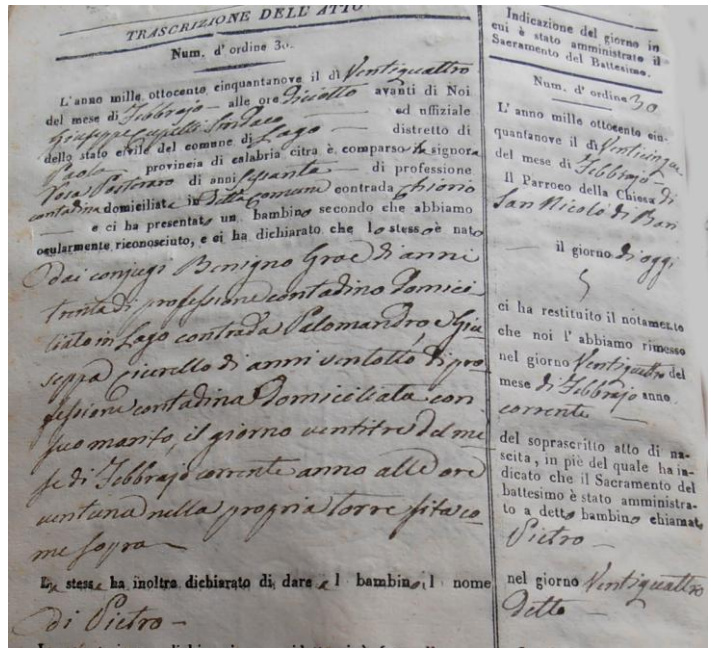 TRASCRIZIONE DELL' ATTO
Num. d' ordine 30.
L' anno mille ottocento cinquantanove il dì Ventiquattro
del mese di Febbrajo alle ore diciotto avanti di Noi
Giuseppe Cupelli Sindaco ed uffiziale
dello stato civile del comune di Lago distretto di
Paola provincia di calabria citra è comparsa la signora
Rosa Posteraro di anni sessanta di professione
contadina domiciliata in detto comune contrada
e ci ha presentato un bambino secondo che abbiamo
ocularmente riconosciuto, e ci ha dichiarato che lo stesso è nato
dai conjugi Benigno Groe di anni
trenta di professione contadino domici-
liato in Lago contrada Palomandro e Giu
seppa Cicerello di anni ventotto, di pro
fessione contadina domiciliata con
suo marito, il giorno ventitre del me
se di Febbrajo corrente anno alle ore
ventuna nella propria torre sita co
me sopra
La stessa ha inoltre dichiarato di dare al bambino il nome
di Pietro
Indicazione del giorno in
cui è stato amministrato il
Sacramento del Battesimo.
Num. d' ordine 30
L' anno mille ottocento cin-
quantanove il dì Venticinque
del mese di Febbrajo di
Il Parroco della Chiesa
San Nicolò di Bari
il giorno di oggi
ci ha restituito il notamento
che noi l' abbiamo rimesso
nel giorno Ventiquattro del
mese di Febbrajo anno
corrente
del soprascritto atto di na-
scita, in piè del quale ha in-
dicato che il Sacramento del
battesimo è stato amministra-
to a detto bambino chiamato
Pietro
nel giorno Ventiquattro
detto